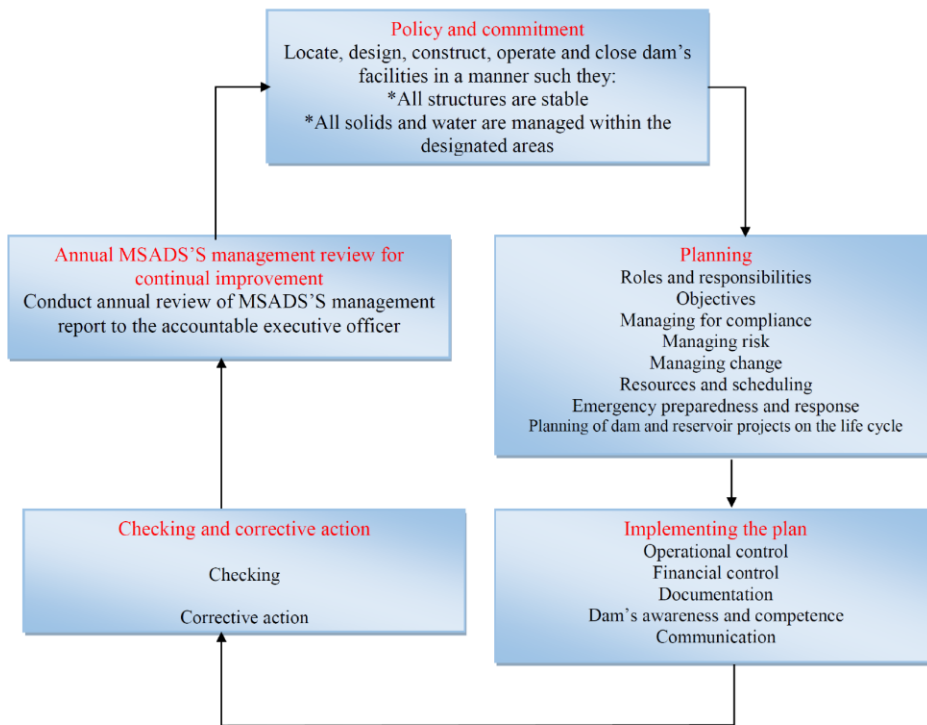 Policy and commitment
Locate, design, construct, operate and close dam’s
facilities in a manner such they:
*All structures are stable
*All solids and water are managed within the
designated areas
Annual MSADS’S management review for
continual improvement
Conduct annual review of MSADS’S management
report to the accountable executive officer
Planning
Roles and responsibilities
Objectives
Managing for compliance
Managing risk
Managing change
Resources and scheduling
Emergency preparedness and response
Planning of dam and reservoir projects on the life cycle
Checking and corrective action
Checking
Corrective action
Implementing the plan
Operational control
Financial control
Documentation
Dam’s awareness and competence
Communication